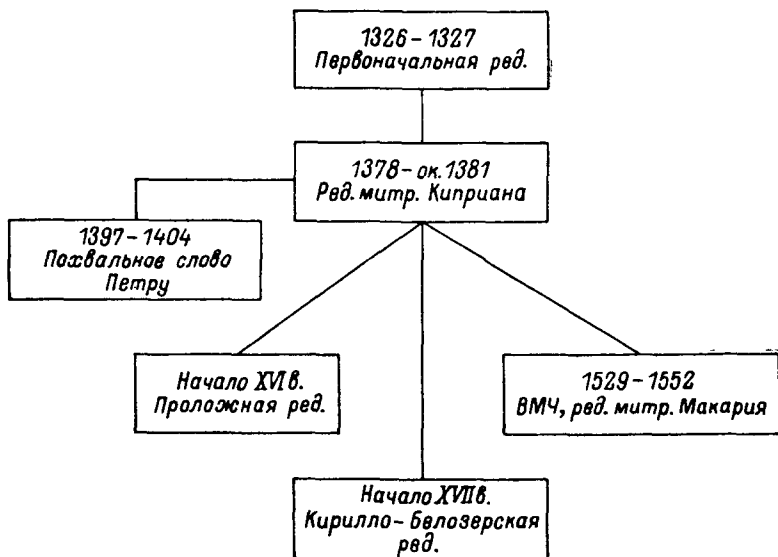 1326–1327
Первоначальная ред.
1378–ок.1381
Ред. митр. Киприана
1397–1404
Похвальное слово
Петру
Начало XVI в.
Проложная ред.
1529–1552
ВМЧ, ред. митр. Макария
Начало XVII в.
Кирилло-Белозерская
ред.